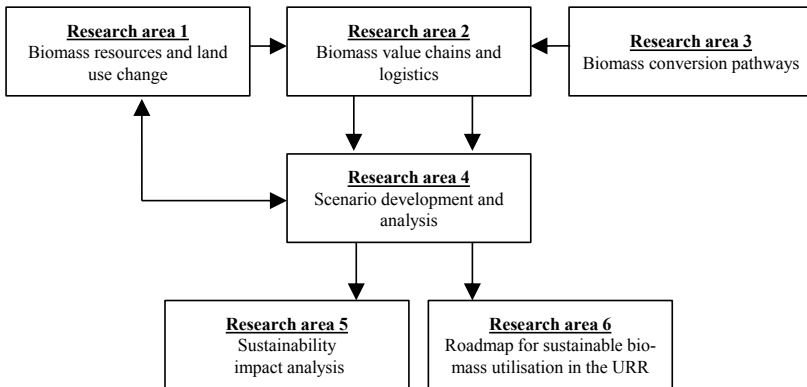 Research area 1
Biomass resources and land
use change
Research area 2
Biomass value chains and
logistics
Research area 3
Biomass conversion pathways
Research area 4
Scenario development and
analysis
Research area 5
Sustainability
impact analysis
Research area 6
Roadmap for sustainable bio-
mass utilisation in the URR